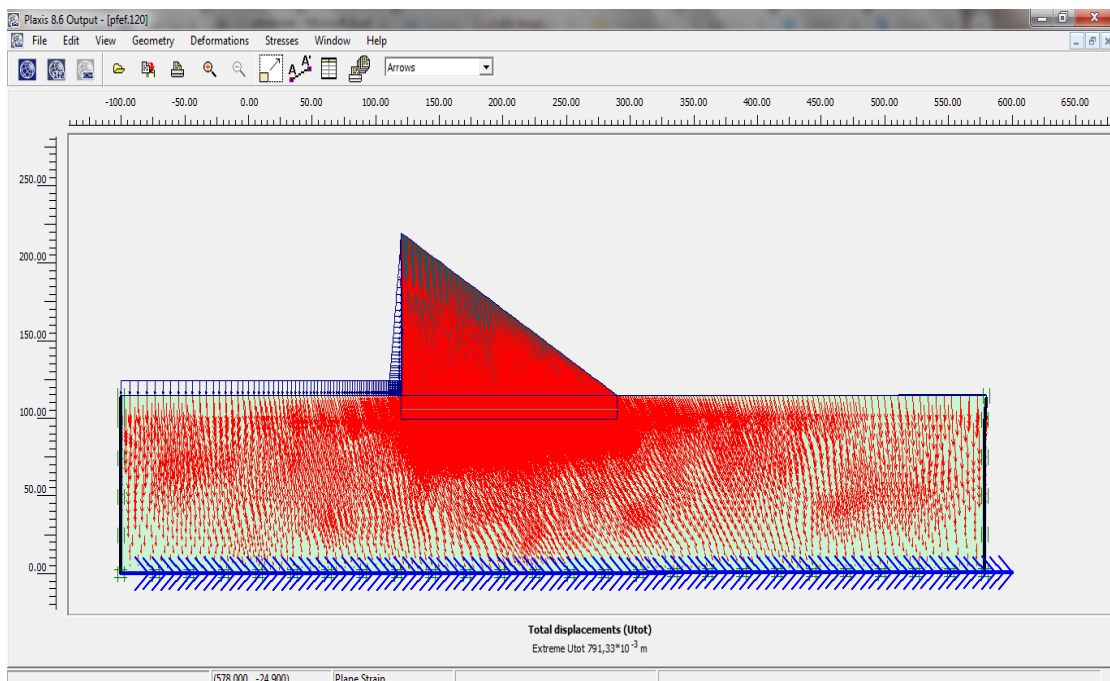 Plaxis 8.6 Output - [pfef.120]
File Edit View Geometry Deformations Stresses Window Help
Arrows
-100.00 -50.00 0.00 50.00 100.00 150.00 200.00 250.00 300.00 350.00 400.00 450.00 500.00 550.00 600.00 650.00
250.00
200.00
150.00
100.00
50.00
0.00
Total displacements (Utot)
Extreme Utot 791,33*10 -3 m
(578.000 -24.900) Plane Strain